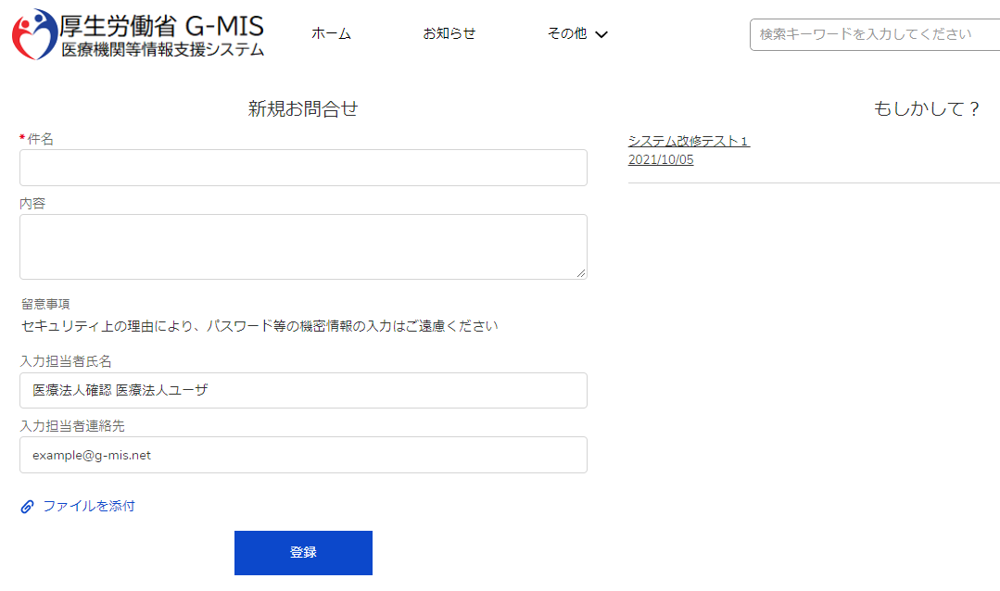 厚生労働省 G-MIS
医療機関等情報支援システム
ホーム
お知らせ
その他
検索キーワードを入力してください
新規お問合せ
*件名
内容
留意事項
セキュリティ上の理由により、パスワード等の機密情報の入力はご遠慮ください
入力担当者氏名
医療法人確認 医療法人ユーザ
入力担当者連絡先
example@g-mis.net
ファイルを添付
登録
もしかして？
システム改修テスト１
2021/10/05